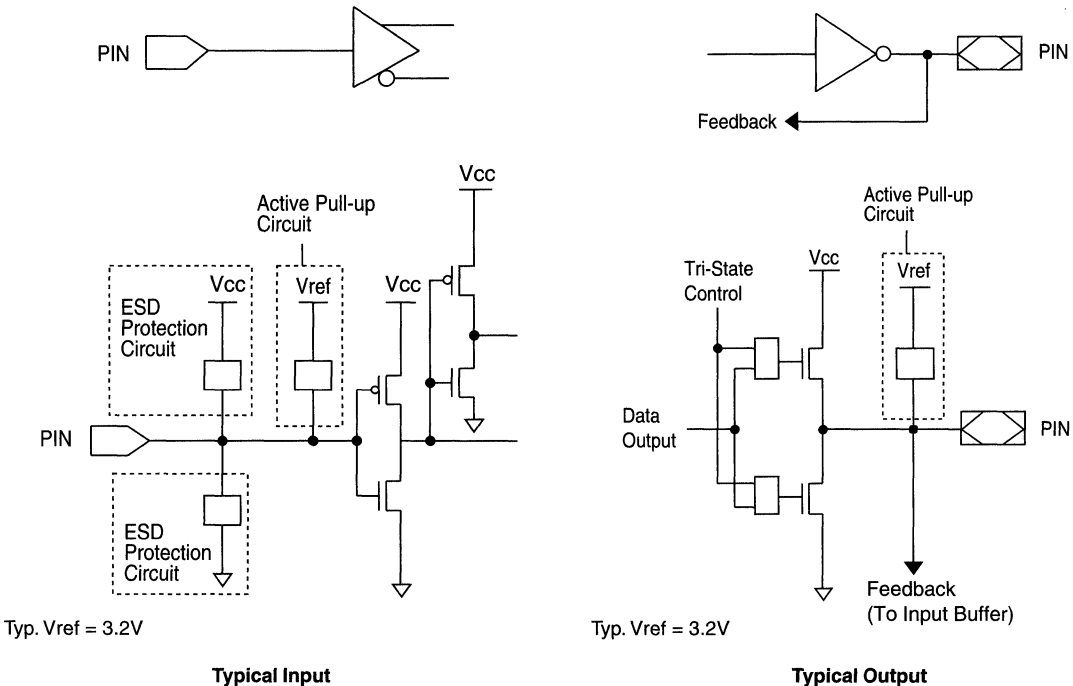 PIN
PIN
Feedback
Vcc
Active Pull-up
Circuit
Vcc
Vref
Vcc
ESD
Protection
Circuit
PIN
ESD
Protection
Circuit
Typ. Vref = 3.2V
Typical Input
Active Pull-up
Circuit
Vcc
Vref
Tri-State
Control
Data
Output
PIN
Feedback
(To Input Buffer)
Typ. Vref = 3.2V
Typical Output